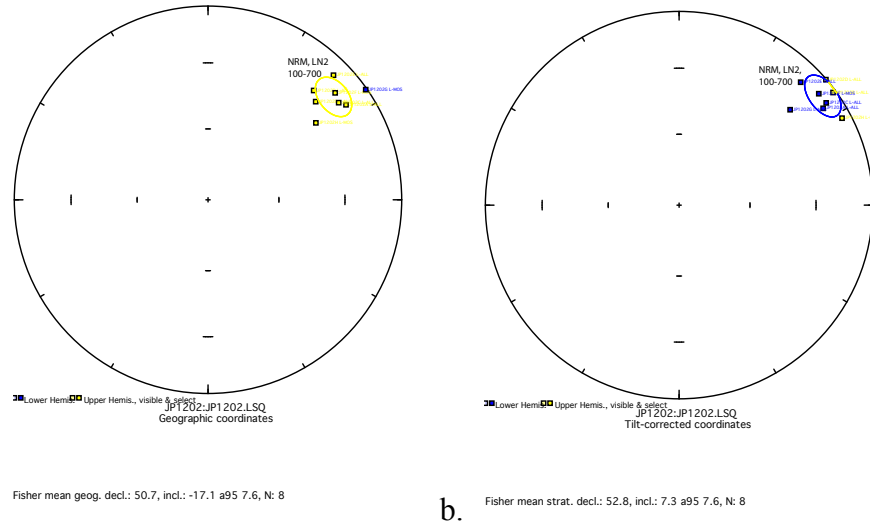 NRM, LN2
100-700
JP1202G L-MOS
Lower Hemis. Upper Hemis., visible & select
JP1202:JP1202.LSQ
Geographic coordinates
Fisher mean geog. decl.: 50.7, incl.: -17.1 a95 7.6, N: 8
b.
NRM, LN2,
100-700
Lower Hemis. Upper Hemis., visible & select
JP1202:JP1202.LSQ
Tilt-corrected coordinates
Fisher mean strat. decl.: 52.8, incl.: 7.3 a95 7.6, N: 8